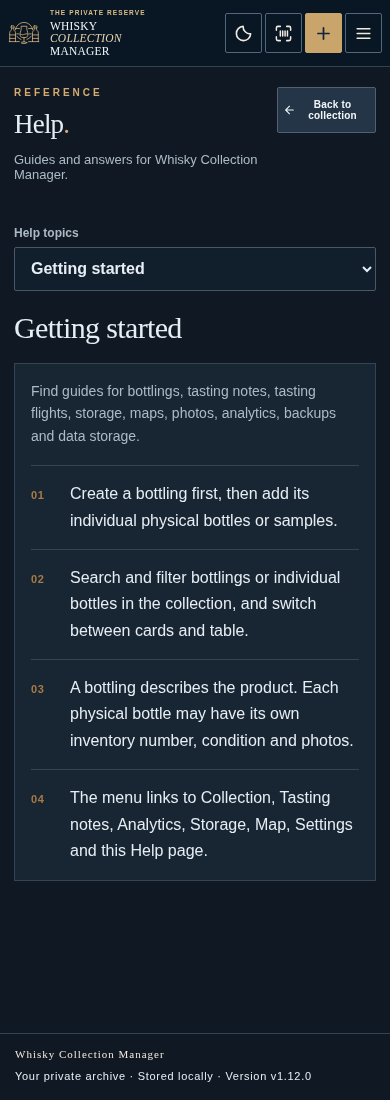 THE PRIVATE RESERVE
WHISKY
COLLECTION
MANAGER
REFERENCE
Help.
Back to
collection
Guides and answers for Whisky Collection
Manager.
Help topics
Getting started
Getting started
Find guides for bottlings, tasting notes, tasting
flights, storage, maps, photos, analytics, backups
and data storage.
01 Create a bottling first, then add its
individual physical bottles or samples.
02 Search and filter bottlings or individual
bottles in the collection, and switch
between cards and table.
03 A bottling describes the product. Each
physical bottle may have its own
inventory number, condition and photos.
04 The menu links to Collection, Tasting
notes, Analytics, Storage, Map, Settings
and this Help page.
Whisky Collection Manager
Your private archive · Stored locally · Version v1.12.0